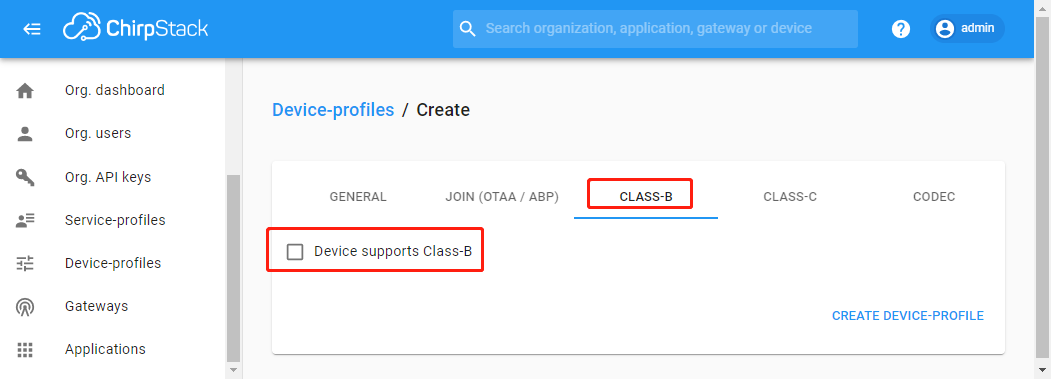 ChirpStack
Search organization, application, gateway or device
?
admin
Org. dashboard
Org. users
Org. API keys
Service-profiles
Device-profiles
Gateways
Applications
Device-profiles / Create
GENERAL JOIN (OTAA / ABP) CLASS-B CLASS-C CODEC
Device supports Class-B
CREATE DEVICE-PROFILE